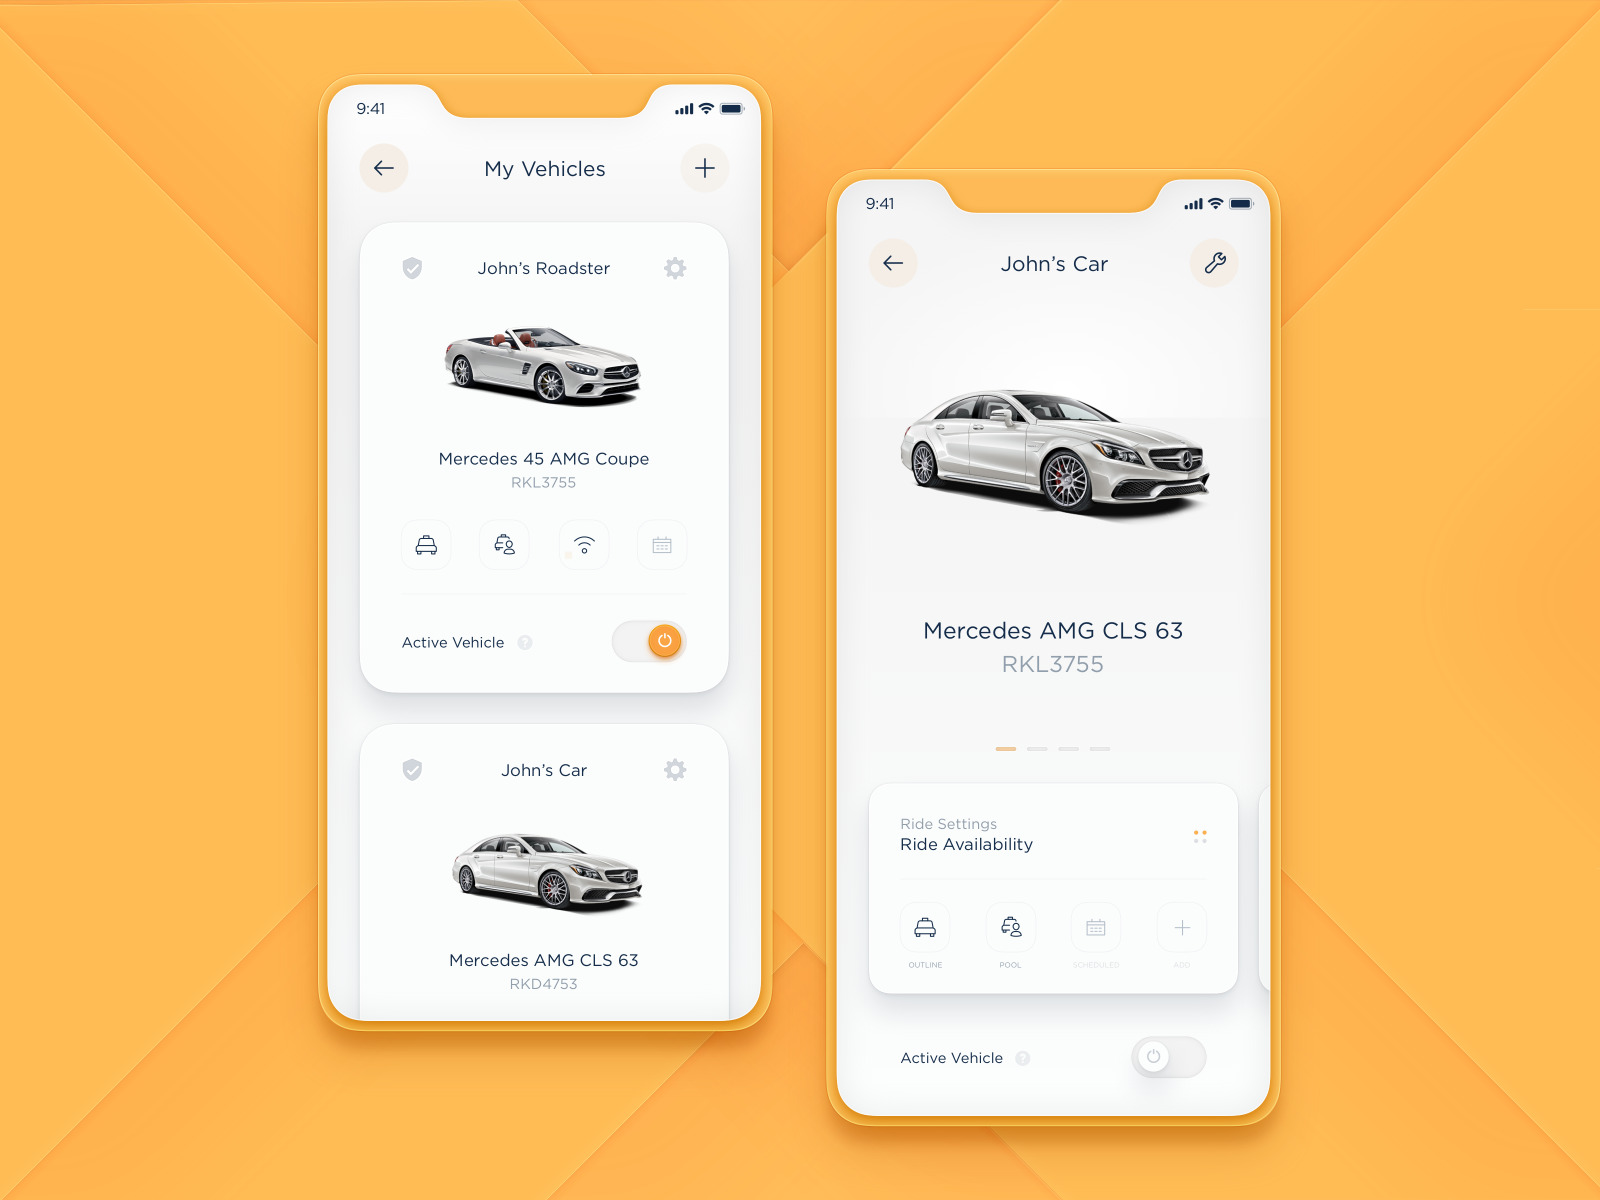 9:41
My Vehicles
John's Roadster
Mercedes 45 AMG Coupe
RKL3755
Active Vehicle ?
John's Car
Mercedes AMG CLS 63
RKD4753
9:41
John's Car
Mercedes AMG CLS 63
RKL3755
Ride Settings
Ride Availability
OUTLINE POOL SCHEDULED ADD
Active Vehicle ?